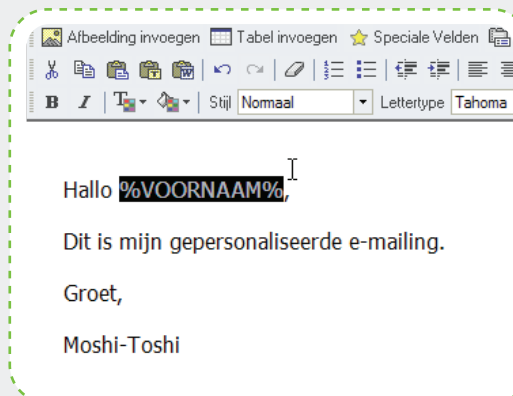 Afbeelding invoegen Tabel invoegen Speciale Velden
B I T Stijl Normaal Lettertype Tahoma
Hallo %VOORNAAM%,
Dit is mijn gepersonaliseerde e-mailing.
Groet,
Moshi-Toshi